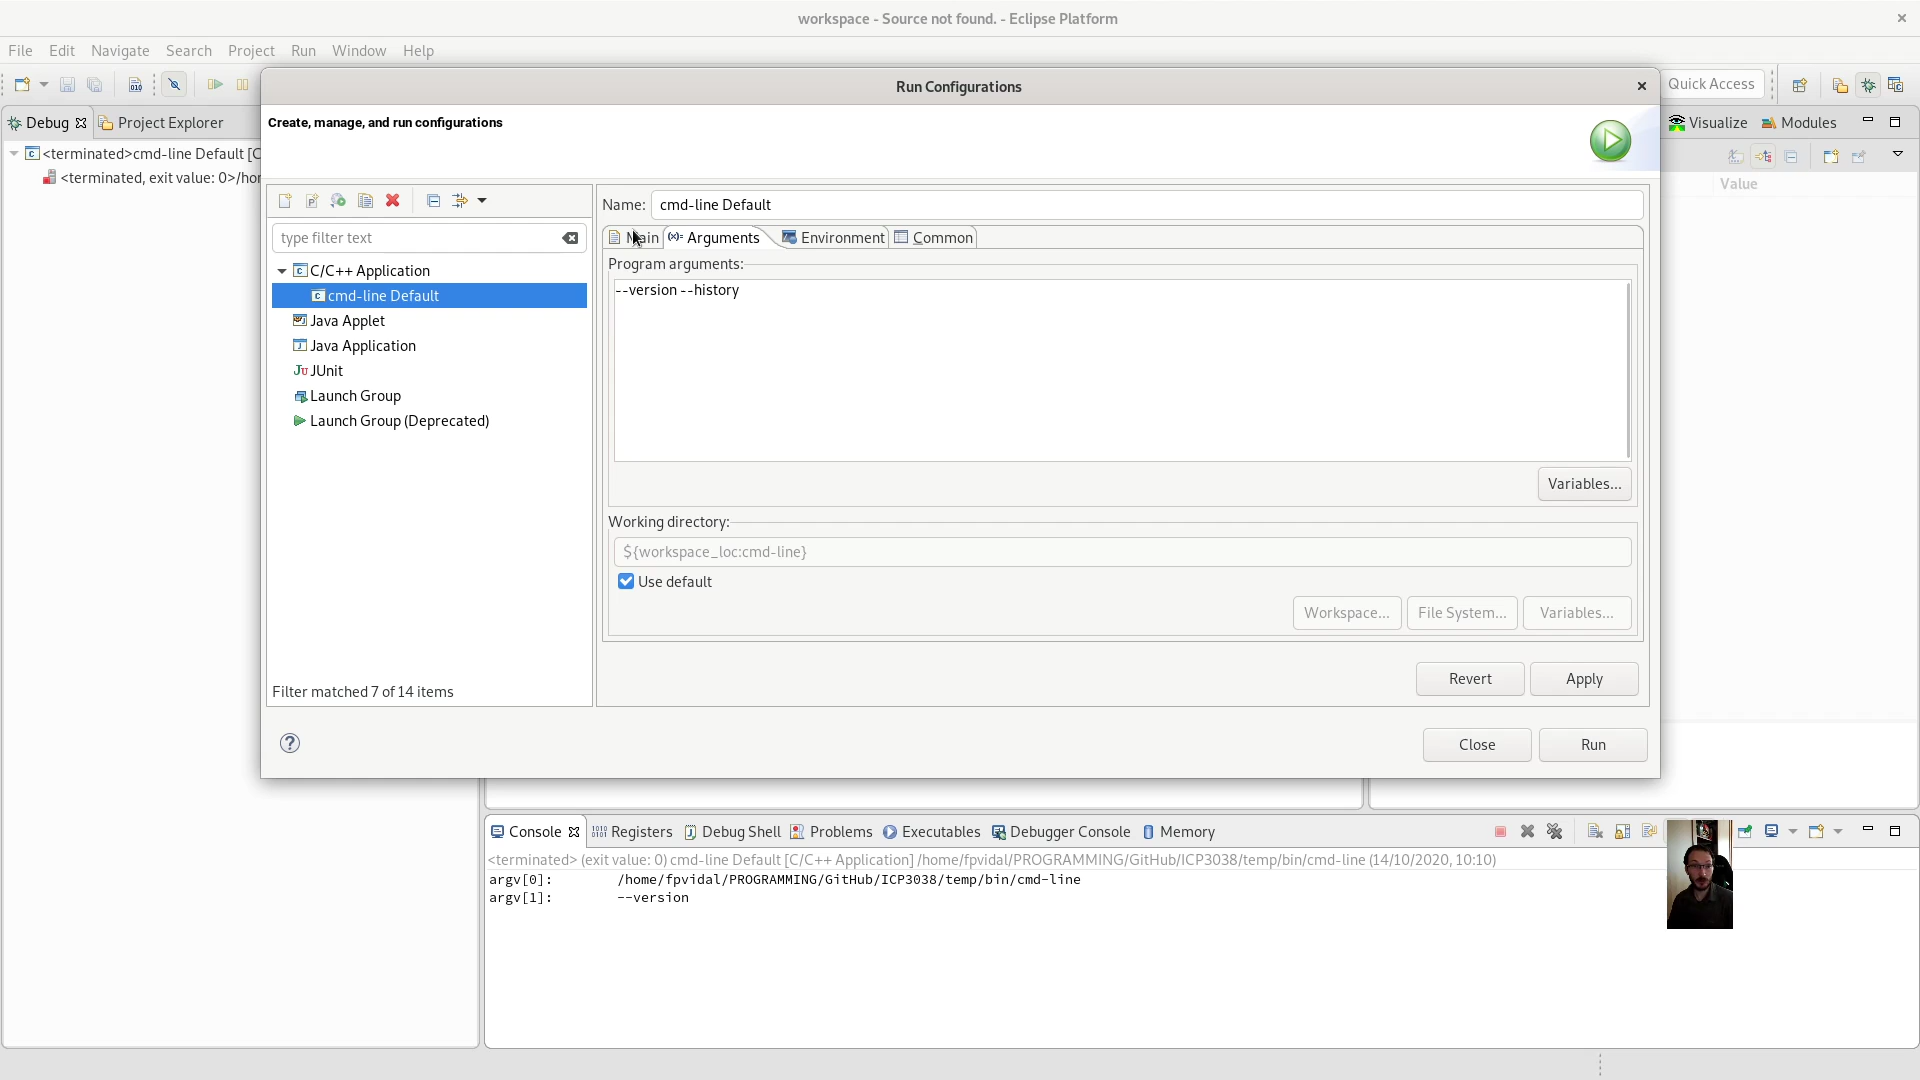 workspace - Source not found. - Eclipse Platform
File Edit Navigate Search Project Run Window Help
Quick Access
Run Configurations
Debug Project Explorer
Visualize Modules
Create, manage, and run configurations
<terminated>cmd-line Default [C
<terminated, exit value: 0>/hor
Value
Name: cmd-line Default
type filter text
Main Arguments Environment Common
Program arguments:
--version --history
C/C++ Application
cmd-line Default
Java Applet
Java Application
JUnit
Launch Group
Launch Group (Deprecated)
Variables...
Working directory:
${workspace_loc:cmd-line}
Use default
Workspace... File System... Variables...
Filter matched 7 of 14 items
Revert Apply
Close Run
Console Registers Debug Shell Problems Executables Debugger Console Memory
<terminated> (exit value: 0) cmd-line Default [C/C++ Application] /home/fpvidal/PROGRAMMING/GitHub/ICP3038/temp/bin/cmd-line (14/10/2020, 10:10)
argv[0]: /home/fpvidal/PROGRAMMING/GitHub/ICP3038/temp/bin/cmd-line
argv[1]: --version